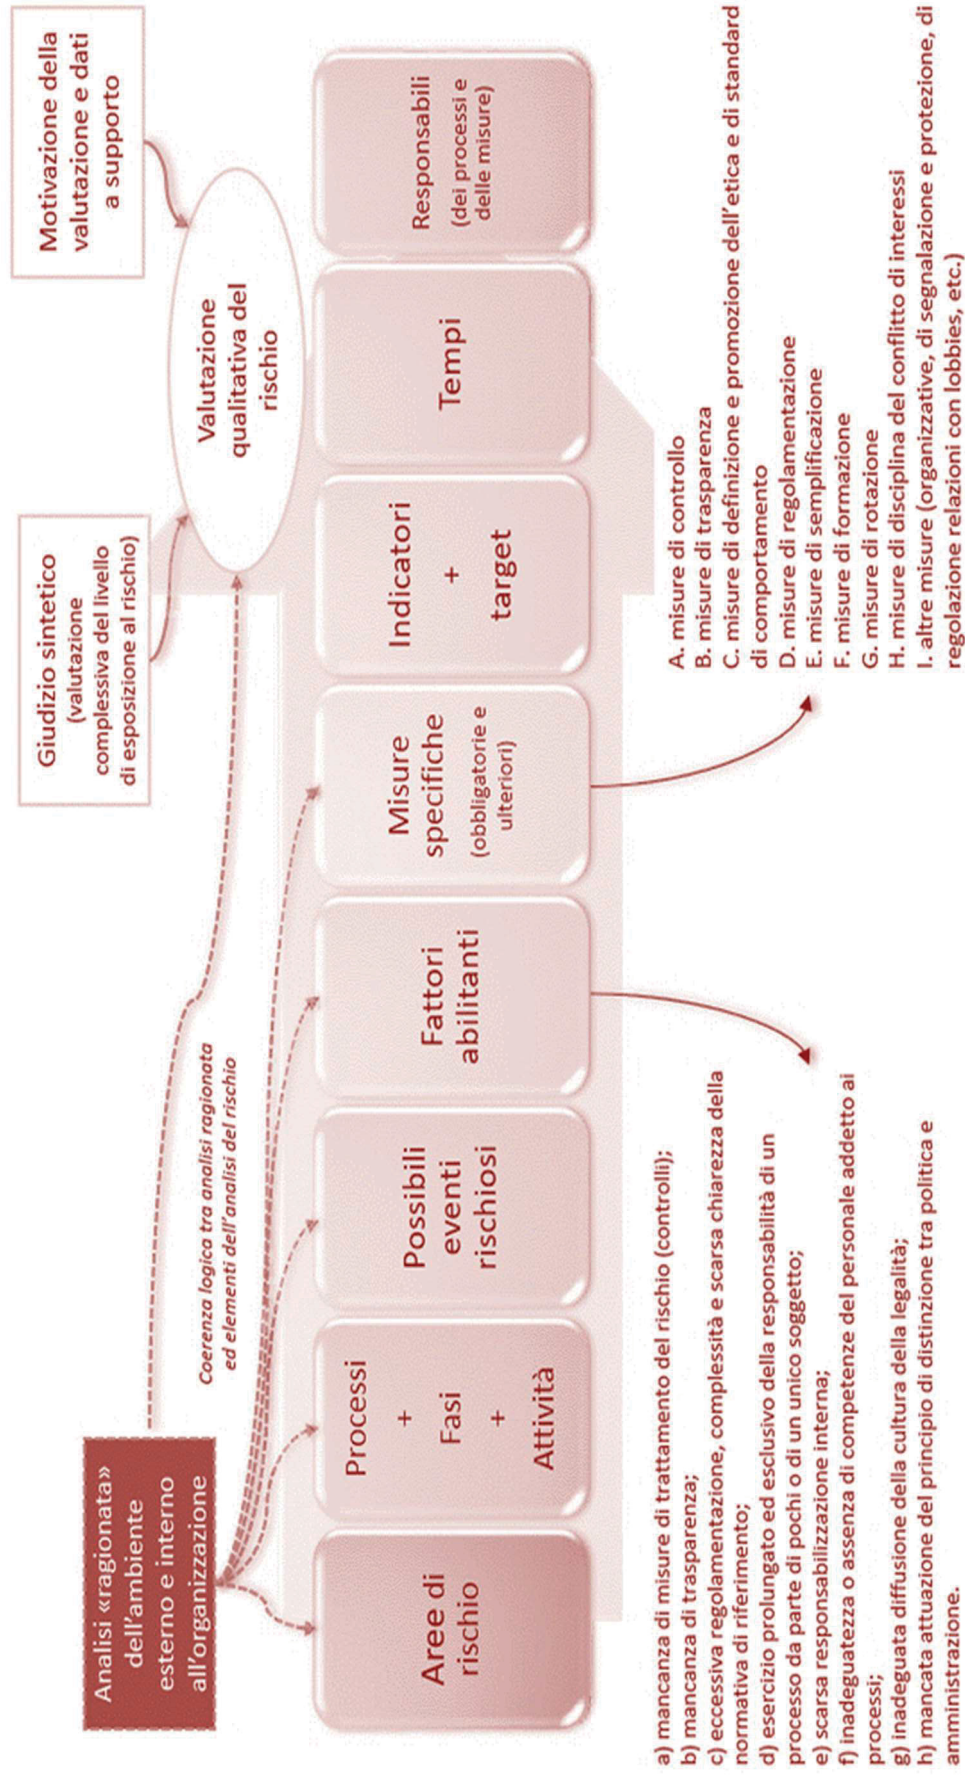 Analisi «ragionata»
dell'ambiente
esterno e interno
all'organizzazione
Giudizio sintetico
(valutazione
complessiva del livello
di esposizione al rischio)
Motivazione della
valutazione e dati
a supporto
Valutazione
qualitativa del
rischio
Coerenza logica tra analisi ragionata
ed elementi dell'analisi del rischio
Aree di
rischio
Processi
+
Fasi
+
Attività
Possibili
eventi
rischiosi
Fattori
abilitanti
Misure
specifiche
(obbligatorie e
ulteriori)
Indicatori
+
target
Tempi
Responsabili
(dei processi e
delle misure)
a) mancanza di misure di trattamento del rischio (controlli);
b) mancanza di trasparenza;
c) eccessiva regolamentazione, complessità e scarsa chiarezza della
normativa di riferimento;
d) esercizio prolungato ed esclusivo della responsabilità di un
processo da parte di pochi o di un unico soggetto;
e) scarsa responsabilizzazione interna;
f) inadeguatezza o assenza di competenze del personale addetto ai
processi;
g) inadeguata diffusione della cultura della legalità;
h) mancata attuazione del principio di distinzione tra politica e
amministrazione.
A. misure di controllo
B. misure di trasparenza
C. misure di definizione e promozione dell'etica e di standard
di comportamento
D. misure di regolamentazione
E. misure di semplificazione
F. misure di formazione
G. misure di rotazione
H. misure di disciplina del conflitto di interessi
I. altre misure (organizzative, di segnalazione e protezione, di
regolazione relazioni con lobbies, etc.)